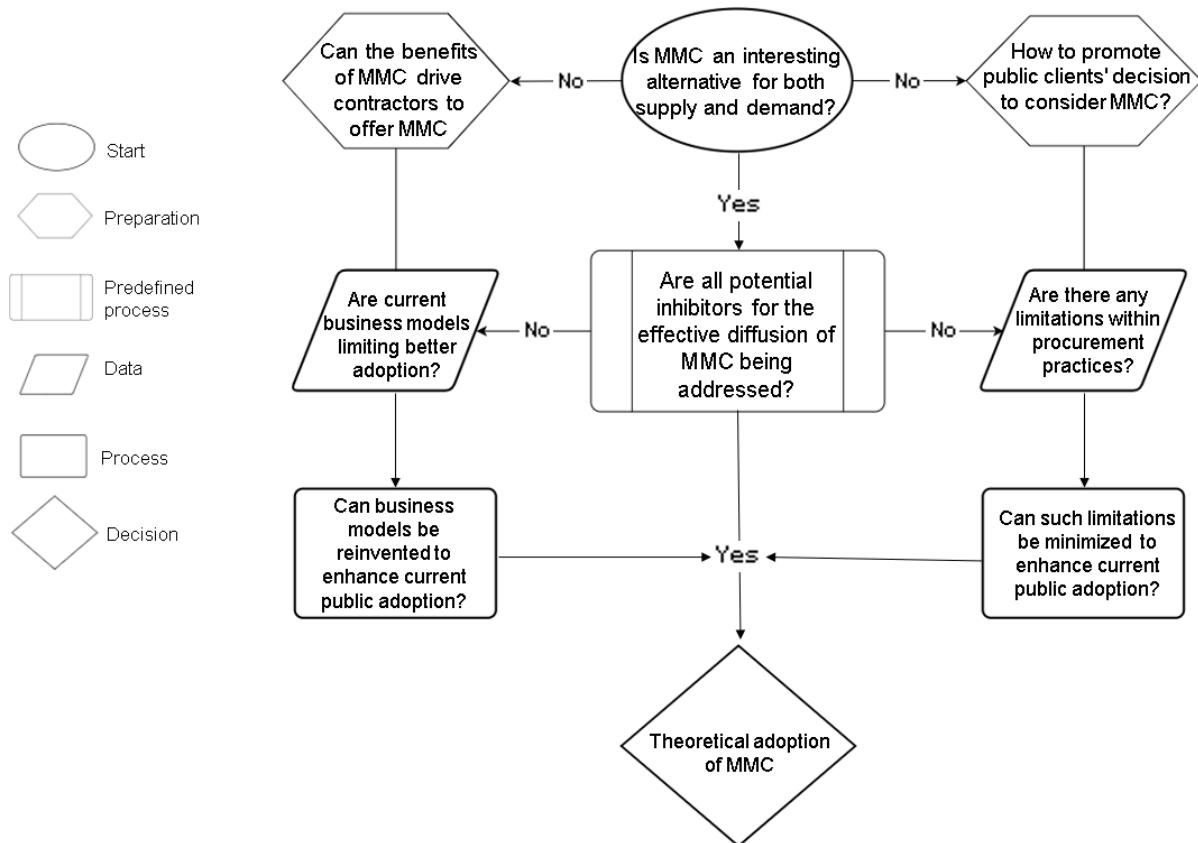 Can the benefits
of MMC drive
contractors to
offer MMC
No
Is MMC an interesting
alternative for both
supply and demand?
No
How to promote
public clients' decision
to consider MMC?
Start
Preparation
Predefined
process
Data
Process
Decision
Yes
Are current
business models
limiting better
adoption?
No
Are all potential
inhibitors for the
effective diffusion of
MMC being
addressed?
No
Are there any
limitations within
procurement
practices?
Can business
models be
reinvented to
enhance current
public adoption?
Yes
Can such limitations
be minimized to
enhance current
public adoption?
Theoretical adoption
of MMC